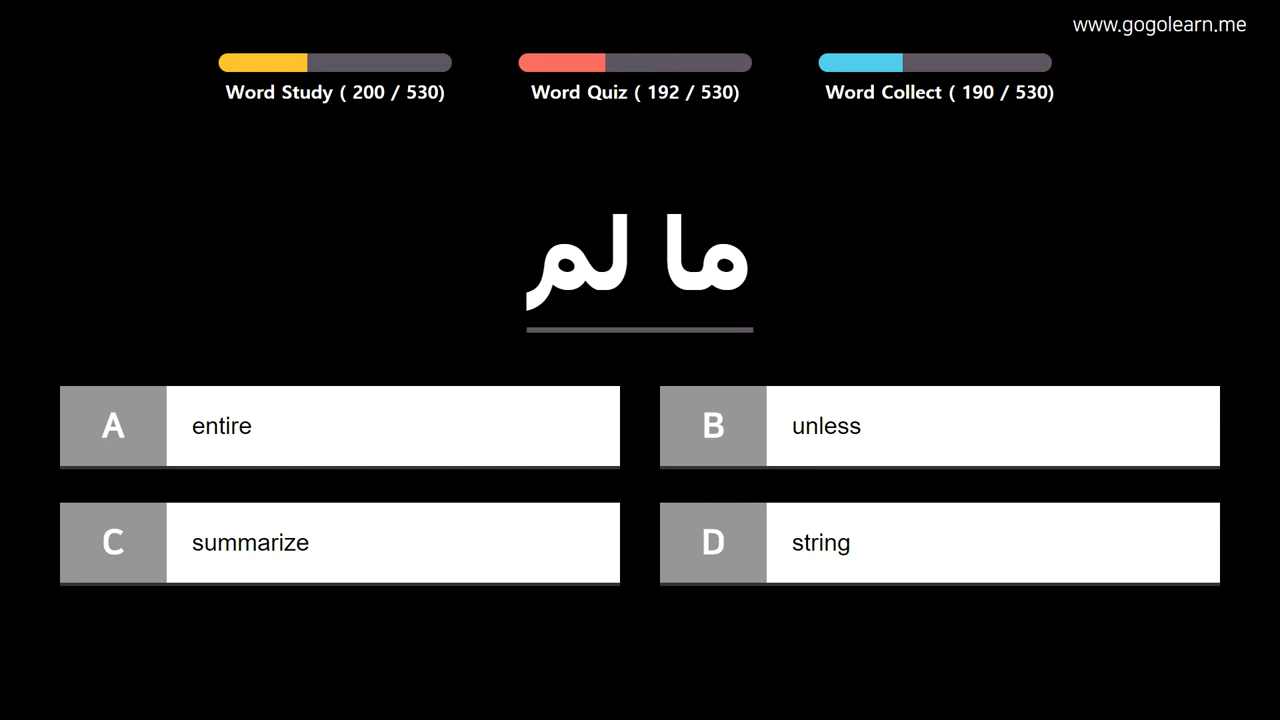 www.gogolearn.me
Word Study ( 200 / 530)
Word Quiz ( 192 / 530)
Word Collect ( 190 / 530)
ما لم
A entire
B unless
C summarize
D string